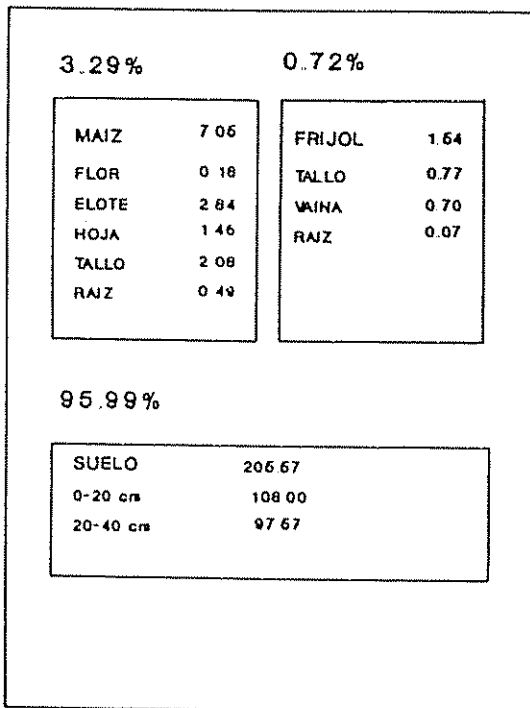 3.29% 0.72%
MAIZ 7.05
FLOR 0.18
ELOTE 2.84
HOJA 1.46
TALLO 2.08
RAIZ 0.49
FRIJOL 1.54
TALLO 0.77
VAINA 0.70
RAIZ 0.07
95.99%
SUELO 205.57
0-20 cm 108.00
20-40 cm 97.57